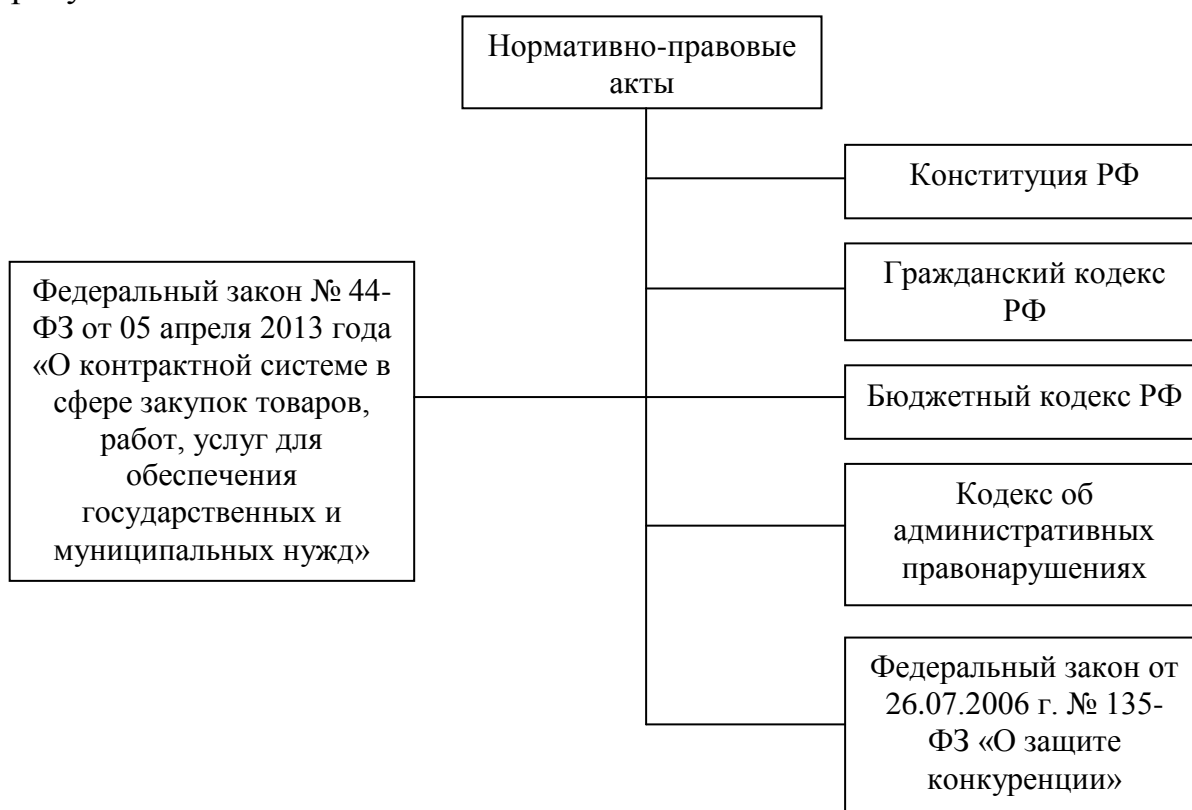 Нормативно-правовые
акты
Конституция РФ
Гражданский кодекс
РФ
Федеральный закон № 44-
ФЗ от 05 апреля 2013 года
«О контрактной системе в
сфере закупок товаров,
работ, услуг для
обеспечения
государственных и
муниципальных нужд»
Бюджетный кодекс РФ
Кодекс об
административных
правонарушениях
Федеральный закон от
26.07.2006 г. № 135-
ФЗ «О защите
конкуренции»